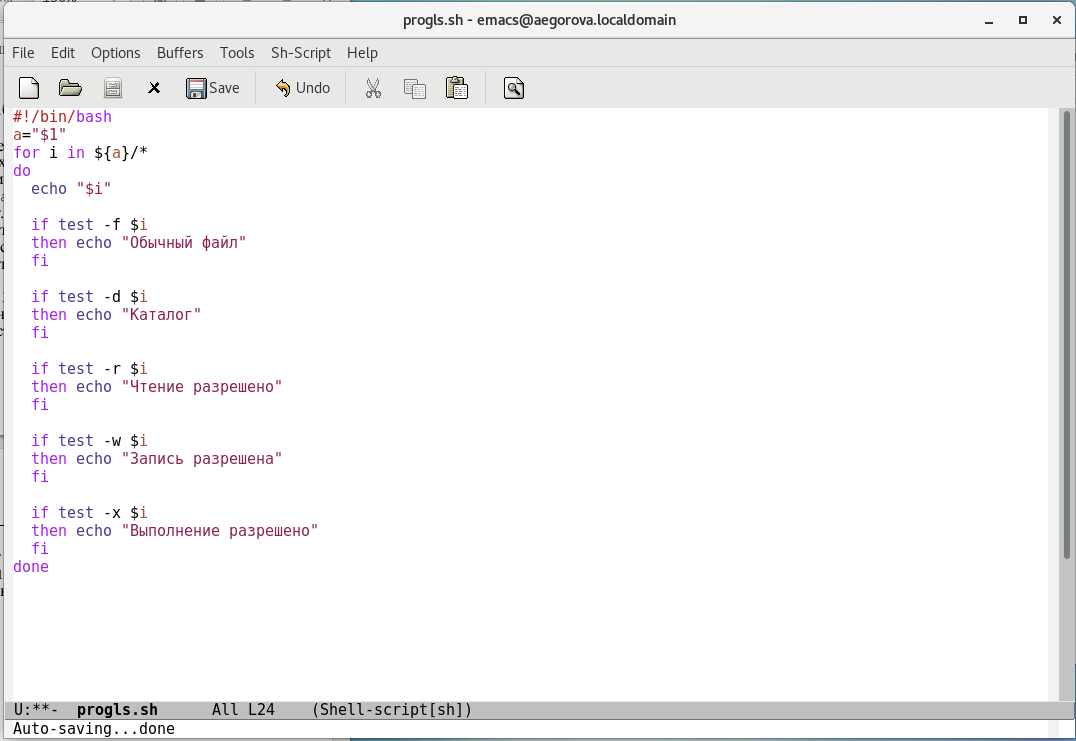 progls.sh - emacs@aegorova.localdomain
File Edit Options Buffers Tools Sh-Script Help
Save Undo
#!/bin/bash
a="$1"
for i in ${a}/*
do
  echo "$i"

  if test -f $i
  then echo "Обычный файл"
  fi

  if test -d $i
  then echo "Каталог"
  fi

  if test -r $i
  then echo "Чтение разрешено"
  fi

  if test -w $i
  then echo "Запись разрешена"
  fi

  if test -x $i
  then echo "Выполнение разрешено"
  fi
done
U:**-  progls.sh      All L24    (Shell-script[sh])
Auto-saving...done